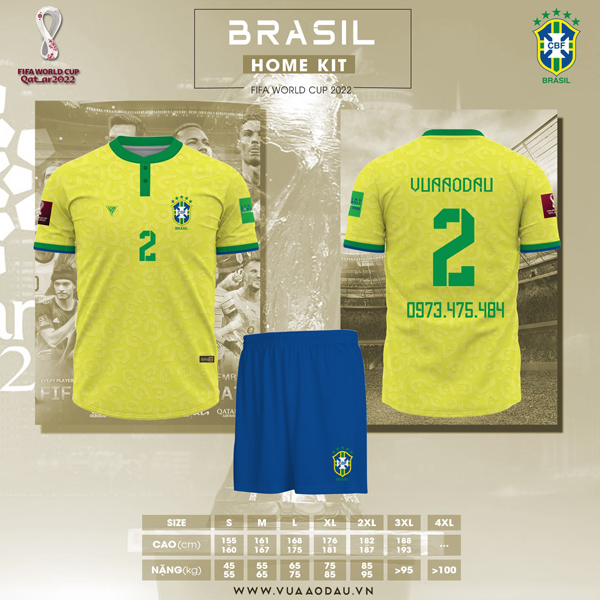 FIFA WORLD CUP
Qatar2022
BRASIL
HOME KIT
FIFA WORLD CUP 2022
CBF
BRASIL
2
BRASIL
VUAAODAU
2
0973.475.484
BRASIL
SIZE S M L XL 2XL 3XL 4XL
CAO(cm) 155 160 161 167 168 175 176 181 182 187 188 193 ...
NẶNG(kg) 45 55 55 65 65 75 75 85 85 95 >95 >100
WWW.VUAAODAU.VN